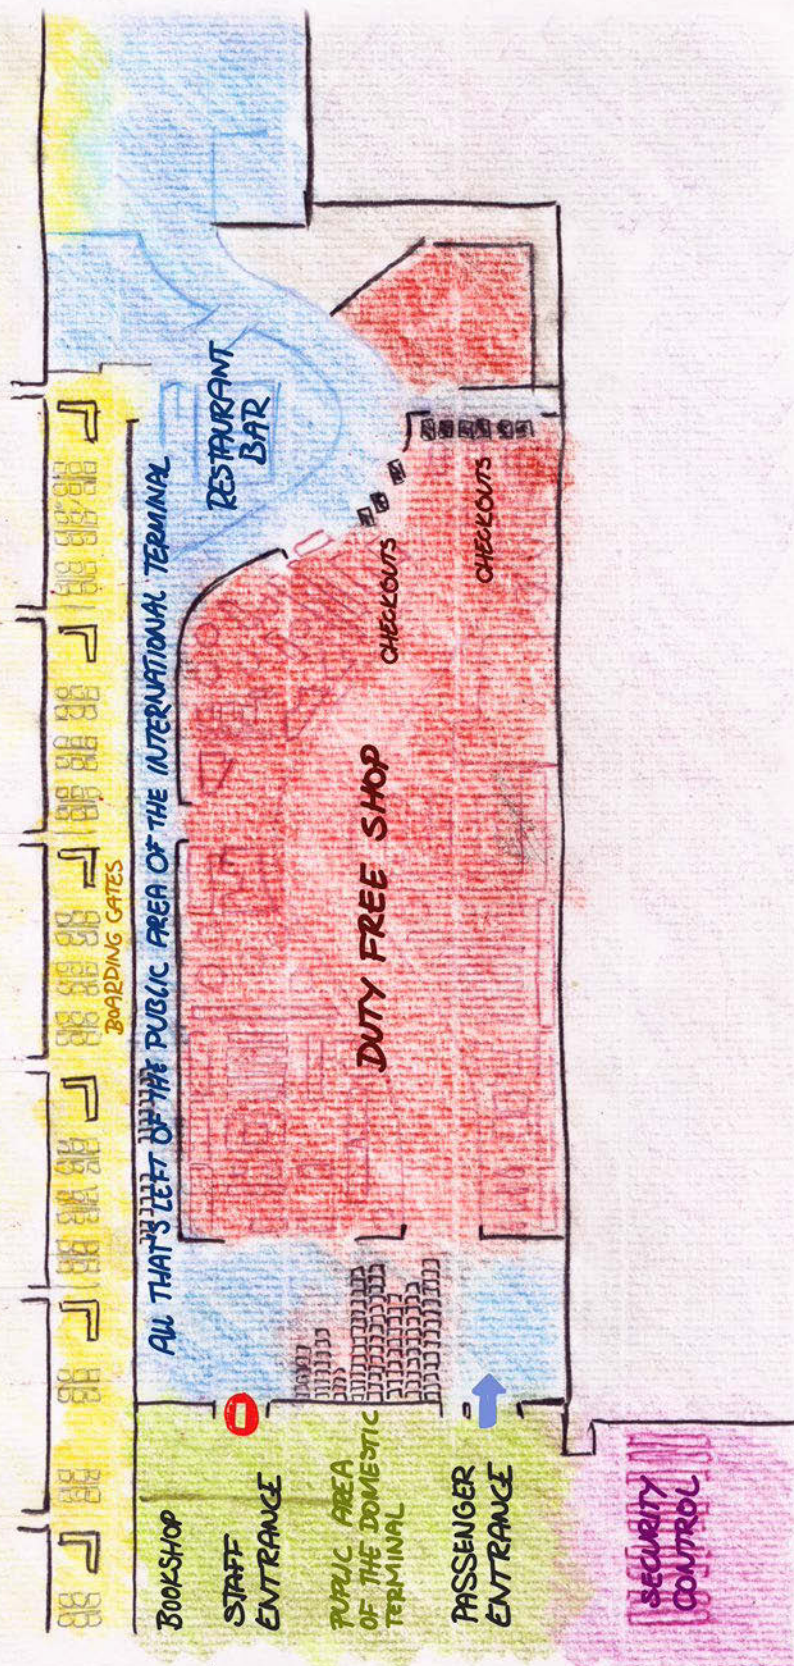 RESTAURANT
BAR
CHECKOUTS
CHECKOUTS
ALL THAT'S LEFT OF THE PUBLIC AREA OF THE INTERNATIONAL TERMINAL
BOARDING GATES
DUTY FREE SHOP
BOOKSHOP
STAFF
ENTRANCE
PUBLIC AREA
OF THE DOMESTIC
TERMINAL
PASSENGER
ENTRANCE
SECURITY
CONTROL